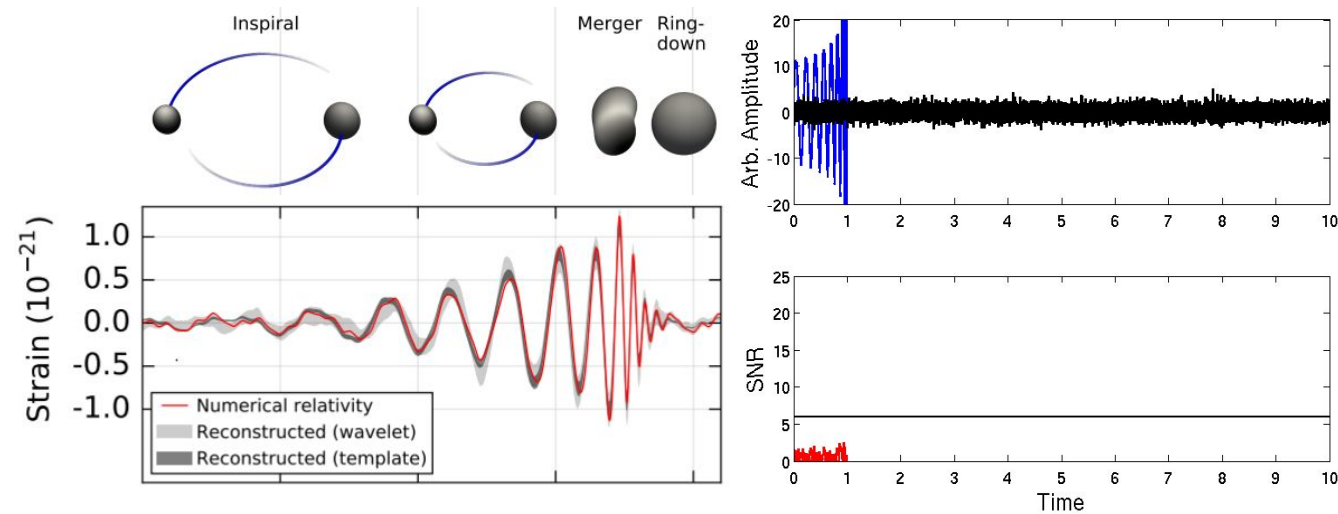 Inspiral
Merger
Ring-
down
Strain (10⁻²¹)
1.0
0.5
0.0
-0.5
-1.0
Numerical relativity
Reconstructed (wavelet)
Reconstructed (template)
Arb. Amplitude
20
10
0
-10
-20
0 1 2 3 4 5 6 7 8 9 10
SNR
25
20
15
10
5
0
0 1 2 3 4 5 6 7 8 9 10
Time